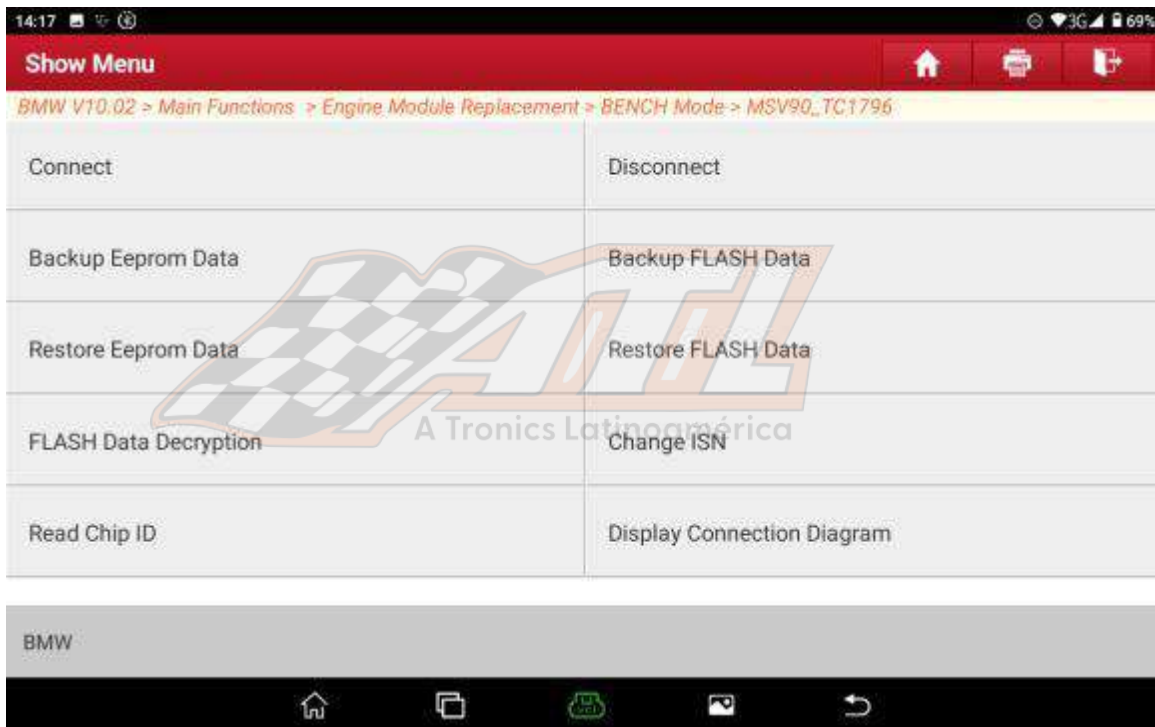 14:17 3G 69%
Show Menu
BMW V10.02 > Main Functions > Engine Module Replacement > BENCH Mode > MSV90_TC1796
Connect Disconnect
Backup Eeprom Data Backup FLASH Data
Restore Eeprom Data Restore FLASH Data
ATL
A Tronics Latinoamérica
FLASH Data Decryption Change ISN
Read Chip ID Display Connection Diagram
BMW